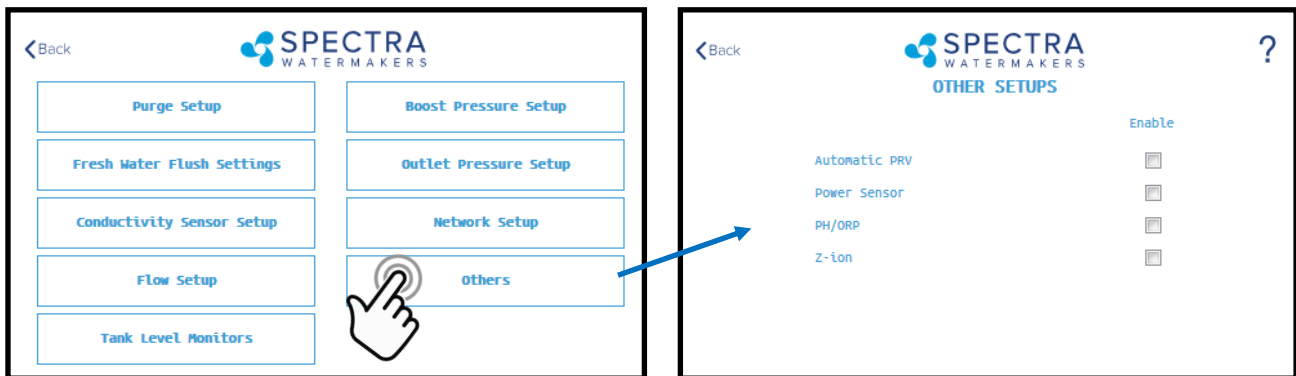 Back
SPECTRA
WATERMAKERS
Purge Setup
Boost Pressure Setup
Fresh Water Flush Settings
Outlet Pressure Setup
Conductivity Sensor Setup
Network Setup
Flow Setup
Others
Tank Level Monitors
Back
SPECTRA
WATERMAKERS
?
OTHER SETUPS
Enable
Automatic PRV
Power Sensor
PH/ORP
Z-ion